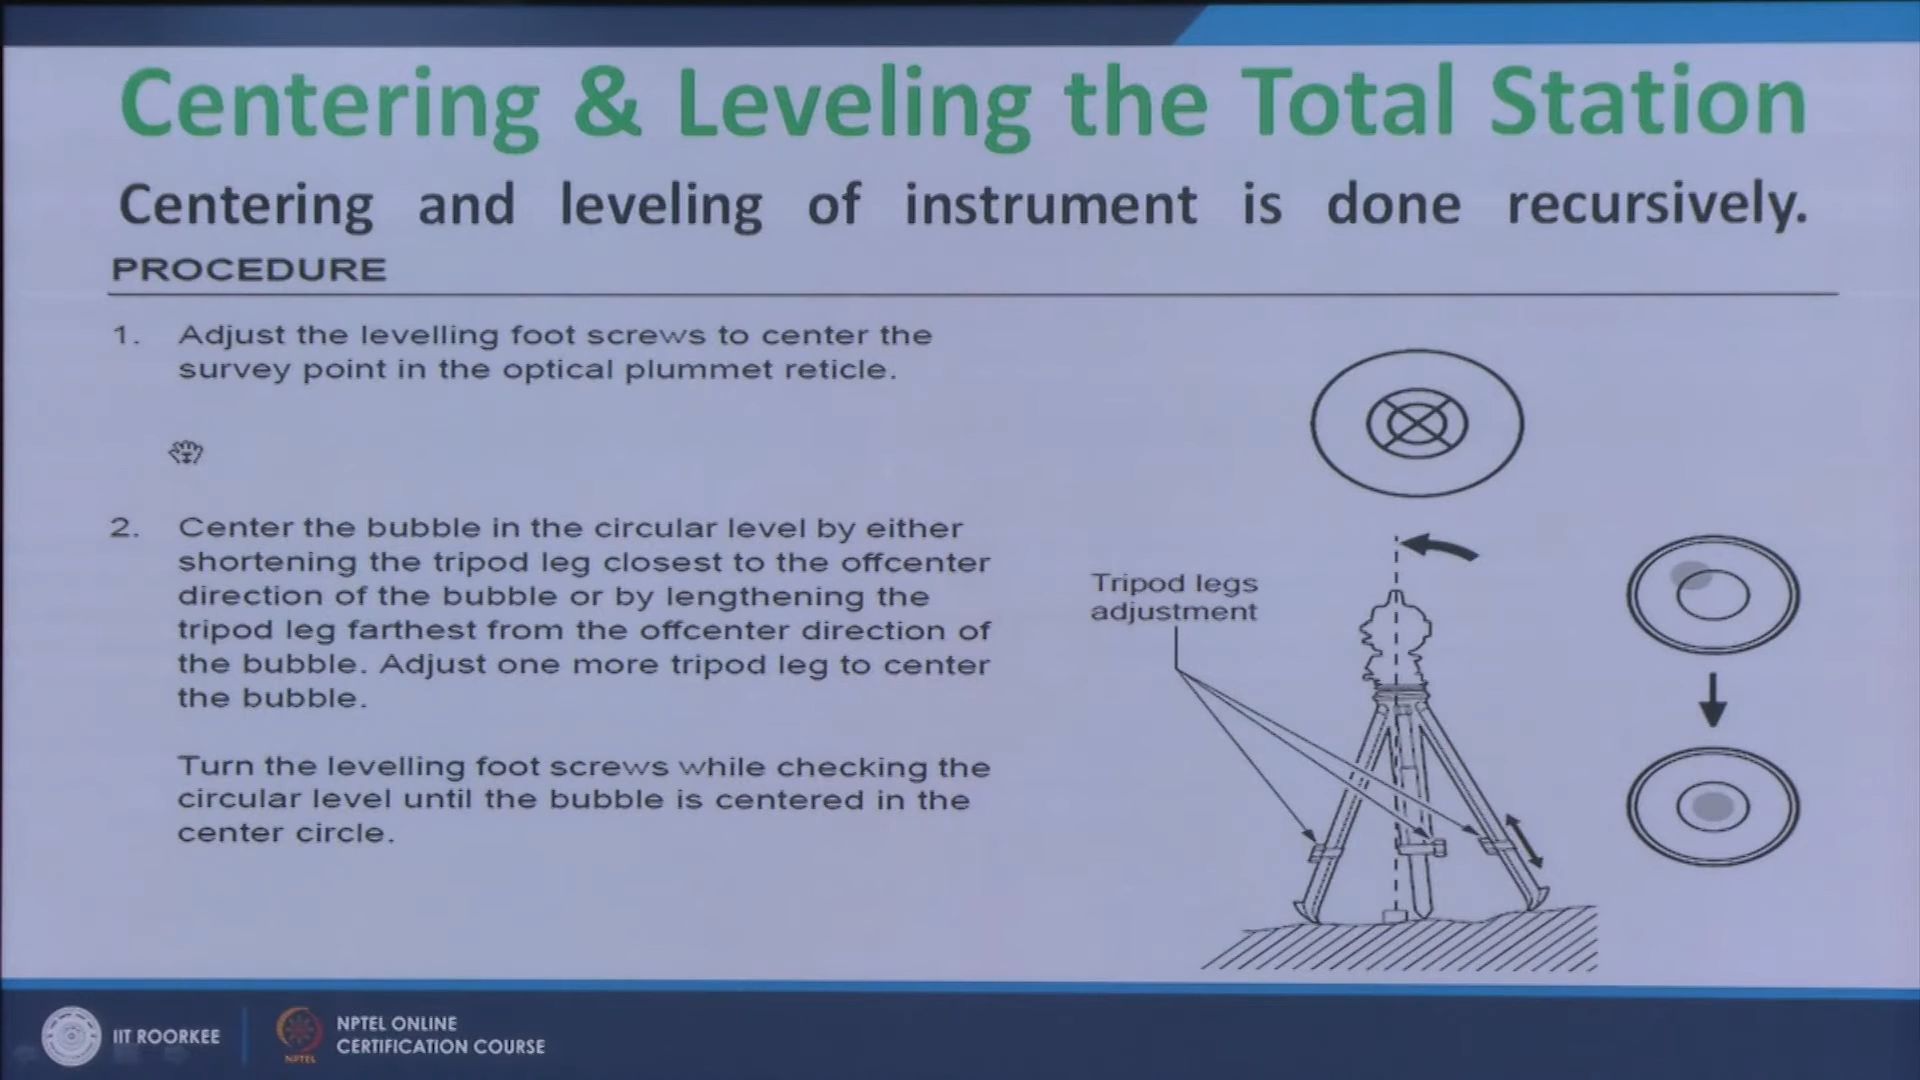 Centering & Leveling the Total Station
Centering and leveling of instrument is done recursively.
PROCEDURE
1. Adjust the levelling foot screws to center the
survey point in the optical plummet reticle.
2. Center the bubble in the circular level by either
shortening the tripod leg closest to the offcenter
direction of the bubble or by lengthening the
tripod leg farthest from the offcenter direction of
the bubble. Adjust one more tripod leg to center
the bubble.
Turn the levelling foot screws while checking the
circular level until the bubble is centered in the
center circle.
Tripod legs
adjustment
IIT ROORKEE
NPTEL
NPTEL ONLINE
CERTIFICATION COURSE